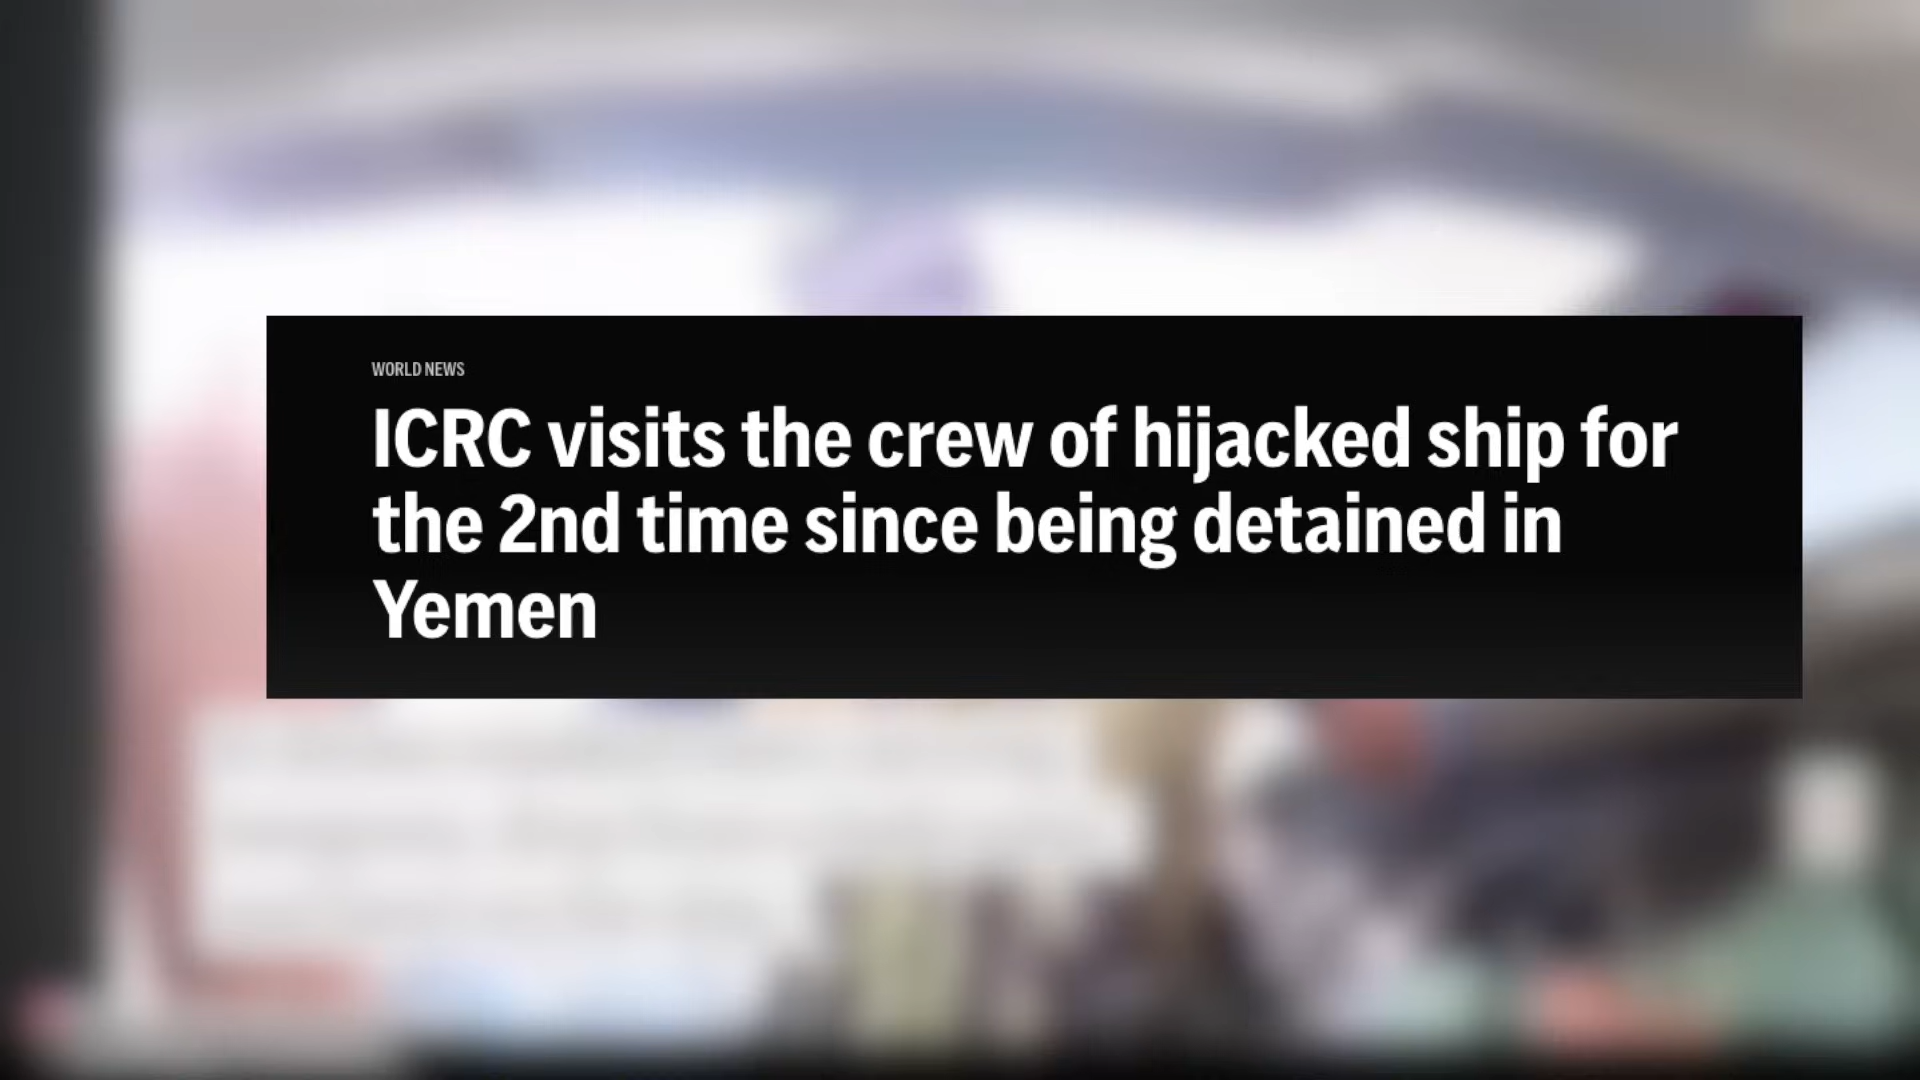 WORLD NEWS
ICRC visits the crew of hijacked ship for
the 2nd time since being detained in
Yemen